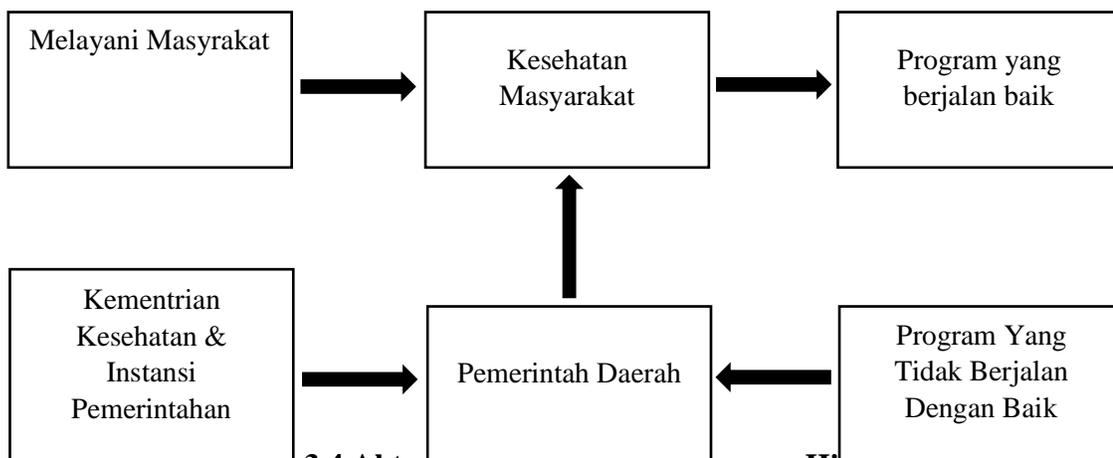 Melayani Masyrakat
Kesehatan
Masyarakat
Program yang
berjalan baik
Kementrian
Kesehatan &
Instansi
Pemerintahan
Pemerintah Daerah
Program Yang
Tidak Berjalan
Dengan Baik